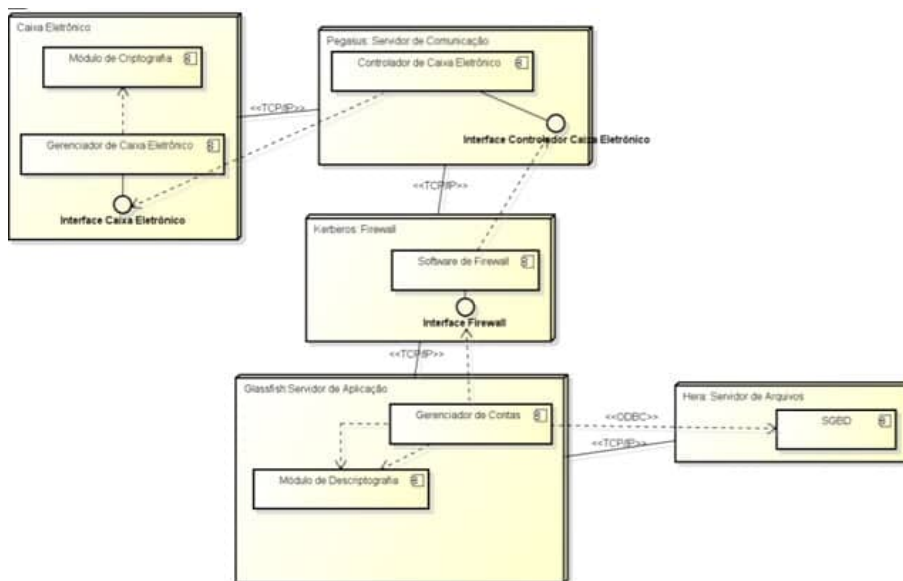 Caixa Eletrônico
Módulo de Criptografia
Gerenciador de Caixa Eletrônico
Interface Caixa Eletrônico
<<TCP/IP>>
Pegasus: Servidor de Comunicação
Controlador de Caixa Eletrônico
Interface Controlador Caixa Eletrônico
<<TCP/IP>>
Kerberos: Firewall
Software de Firewall
Interface Firewall
<<TCP/IP>>
Glassfish:Servidor de Aplicação
Gerenciador de Contas
Módulo de Descriptografia
<<ODBC>>
<<TCP/IP>>
Hera: Servidor de Arquivos
SGBD